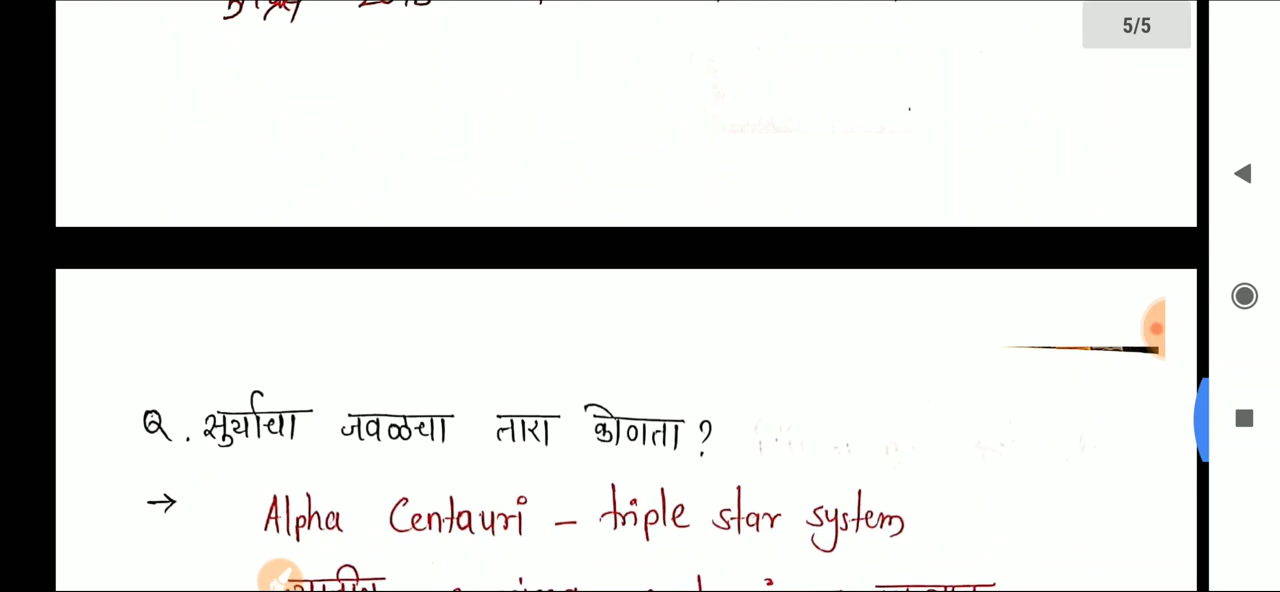 5/5
Q. सुर्याचा जवळचा तारा कोणता?
→ Alpha Centauri – triple star system